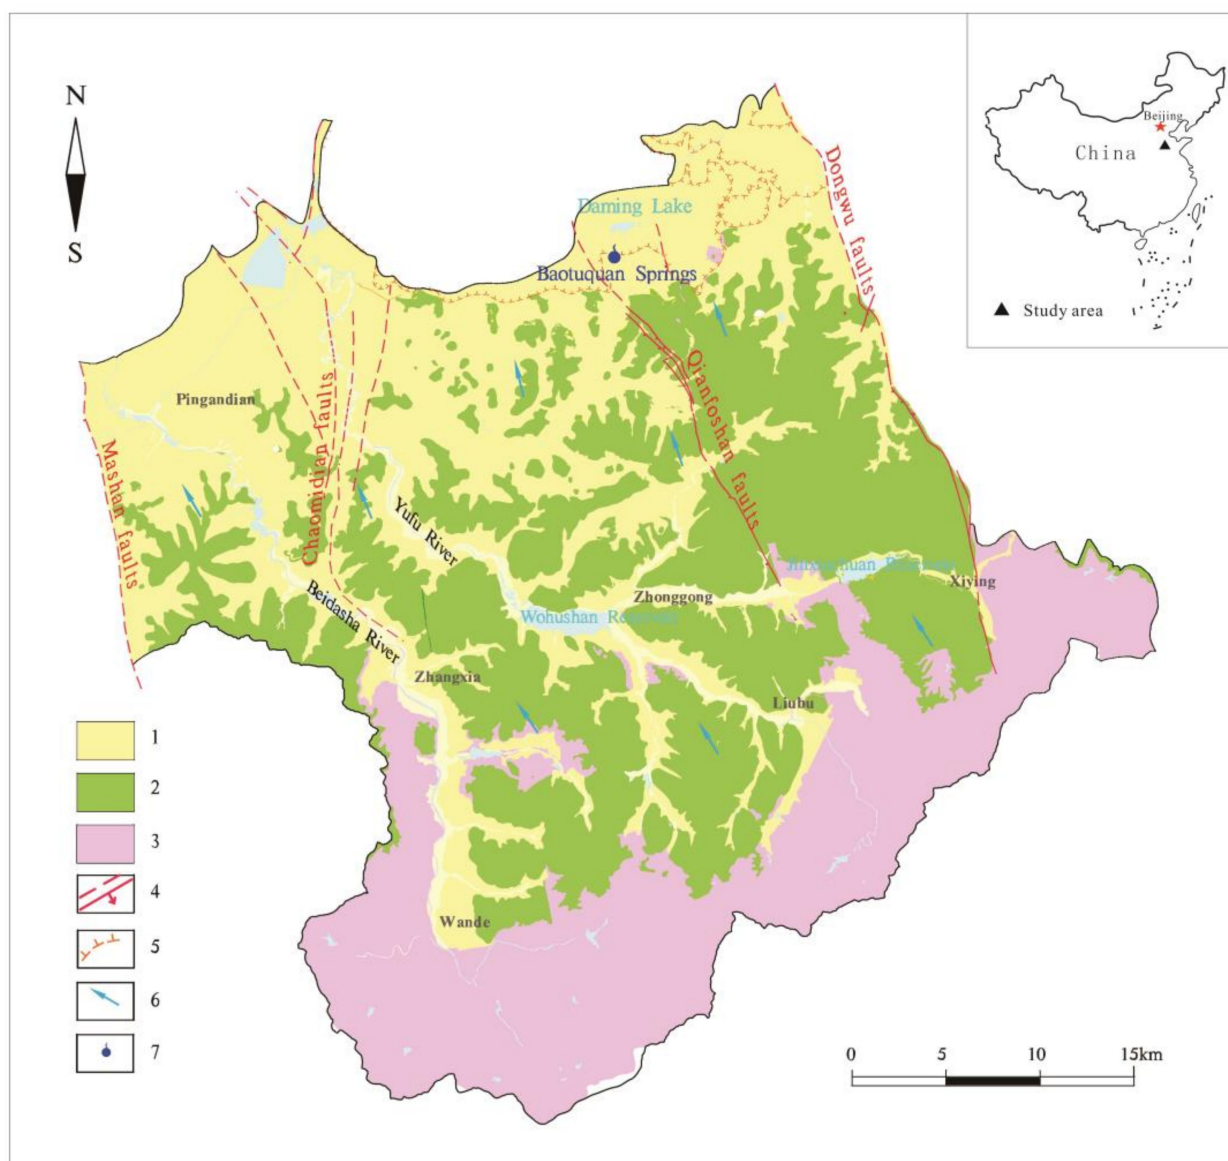 N
S
Beijing
China
Study area
Daming Lake
Baotuquan Springs
Dongwu faults
Pingandian
Mashan faults
Chaomidian faults
Qianfoshan faults
Yufu River
Beidasha River
Zhonggong
Xiying
Wohushan Reservoir
Zhangxia
Liubu
Wande
1
2
3
4
5
6
7
0 5 10 15km